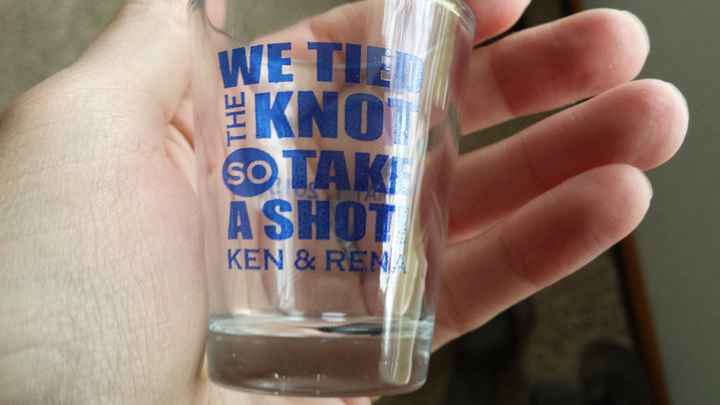 WE TIED
THE KNOT
SO TAKE
A SHOT
KEN & RENA